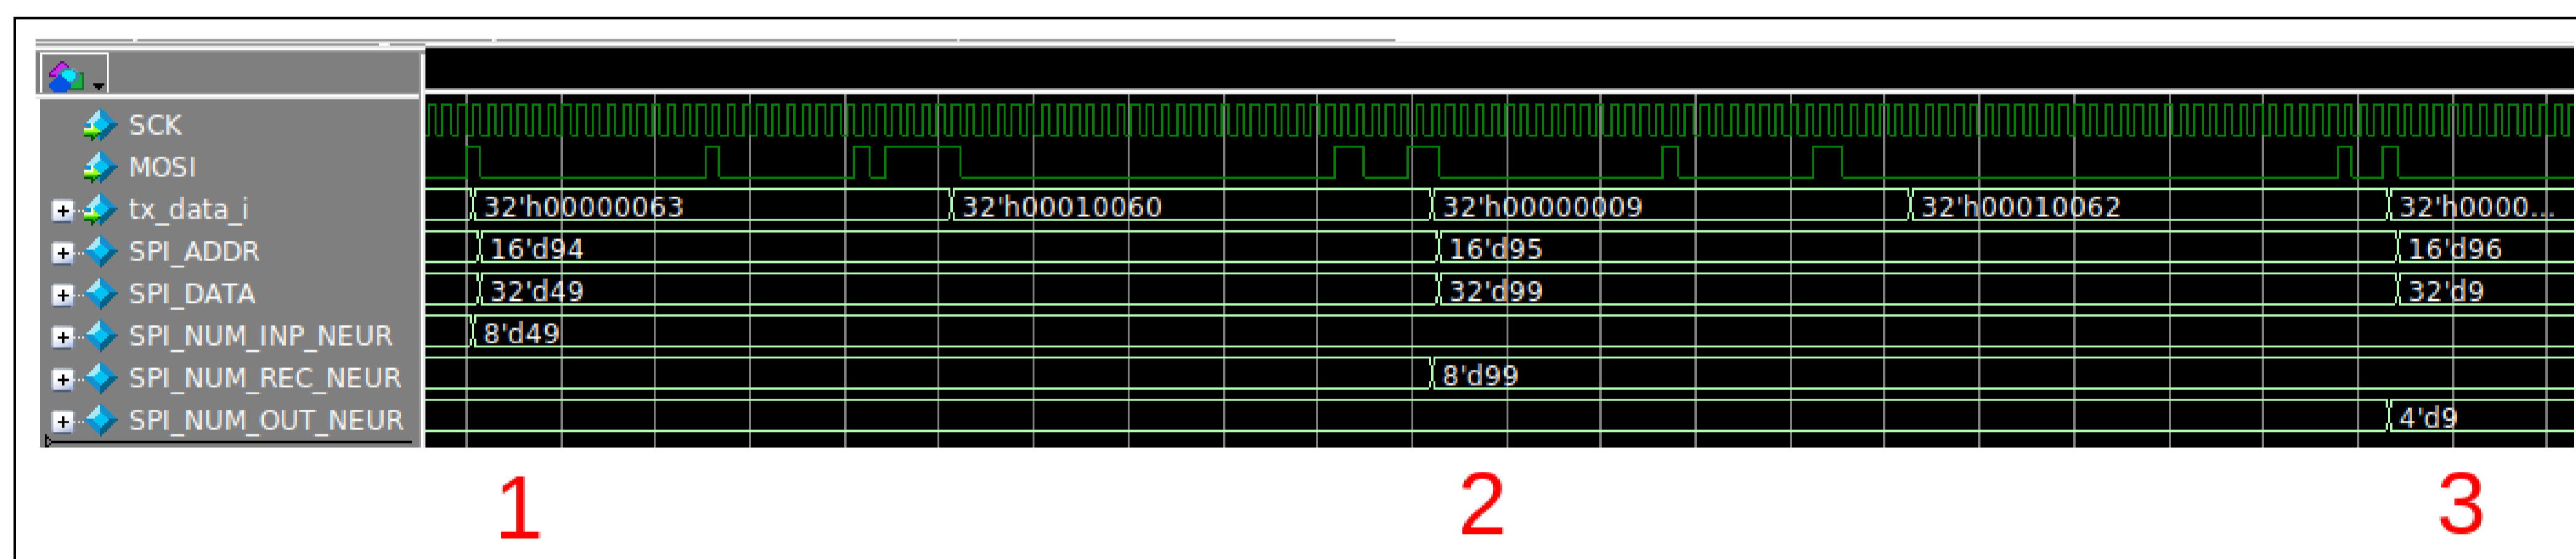 SCK
MOSI
tx_data_i 32'h00000063 32'h00010060 32'h00000009 32'h00010062 32'h0000...
SPI_ADDR 16'd94 16'd95 16'd96
SPI_DATA 32'd49 32'd99 32'd9
SPI_NUM_INP_NEUR 8'd49
SPI_NUM_REC_NEUR 8'd99
SPI_NUM_OUT_NEUR 4'd9
1 2 3